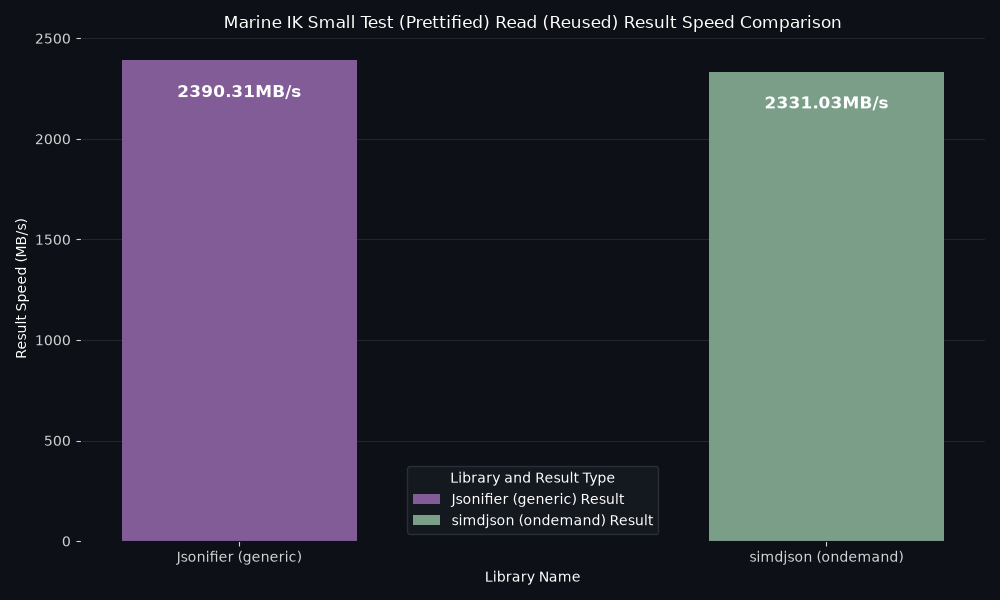 Marine IK Small Test (Prettified) Read (Reused) Result Speed Comparison
2500
2000
1500
1000
500
0
Result Speed (MB/s)
2390.31MB/s
2331.03MB/s
Library and Result Type
Jsonifier (generic) Result
simdjson (ondemand) Result
Jsonifier (generic)
simdjson (ondemand)
Library Name